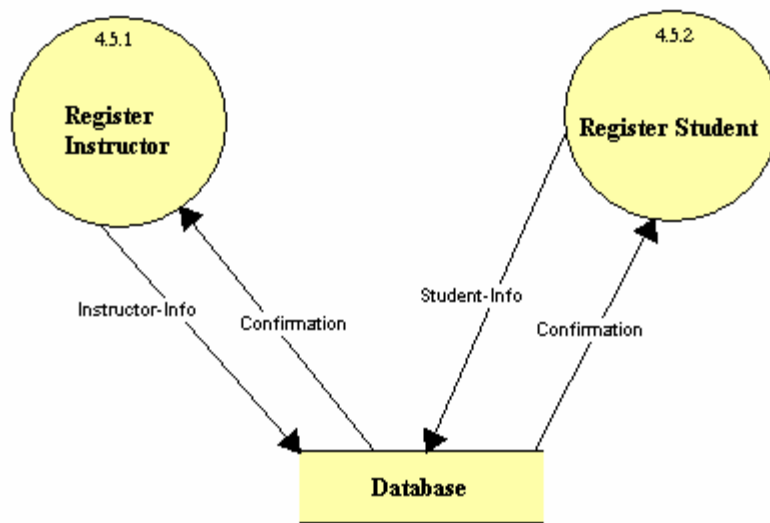 4.5.1
Register
Instructor
4.5.2
Register Student
Instructor-Info
Confirmation
Student-Info
Confirmation
Database